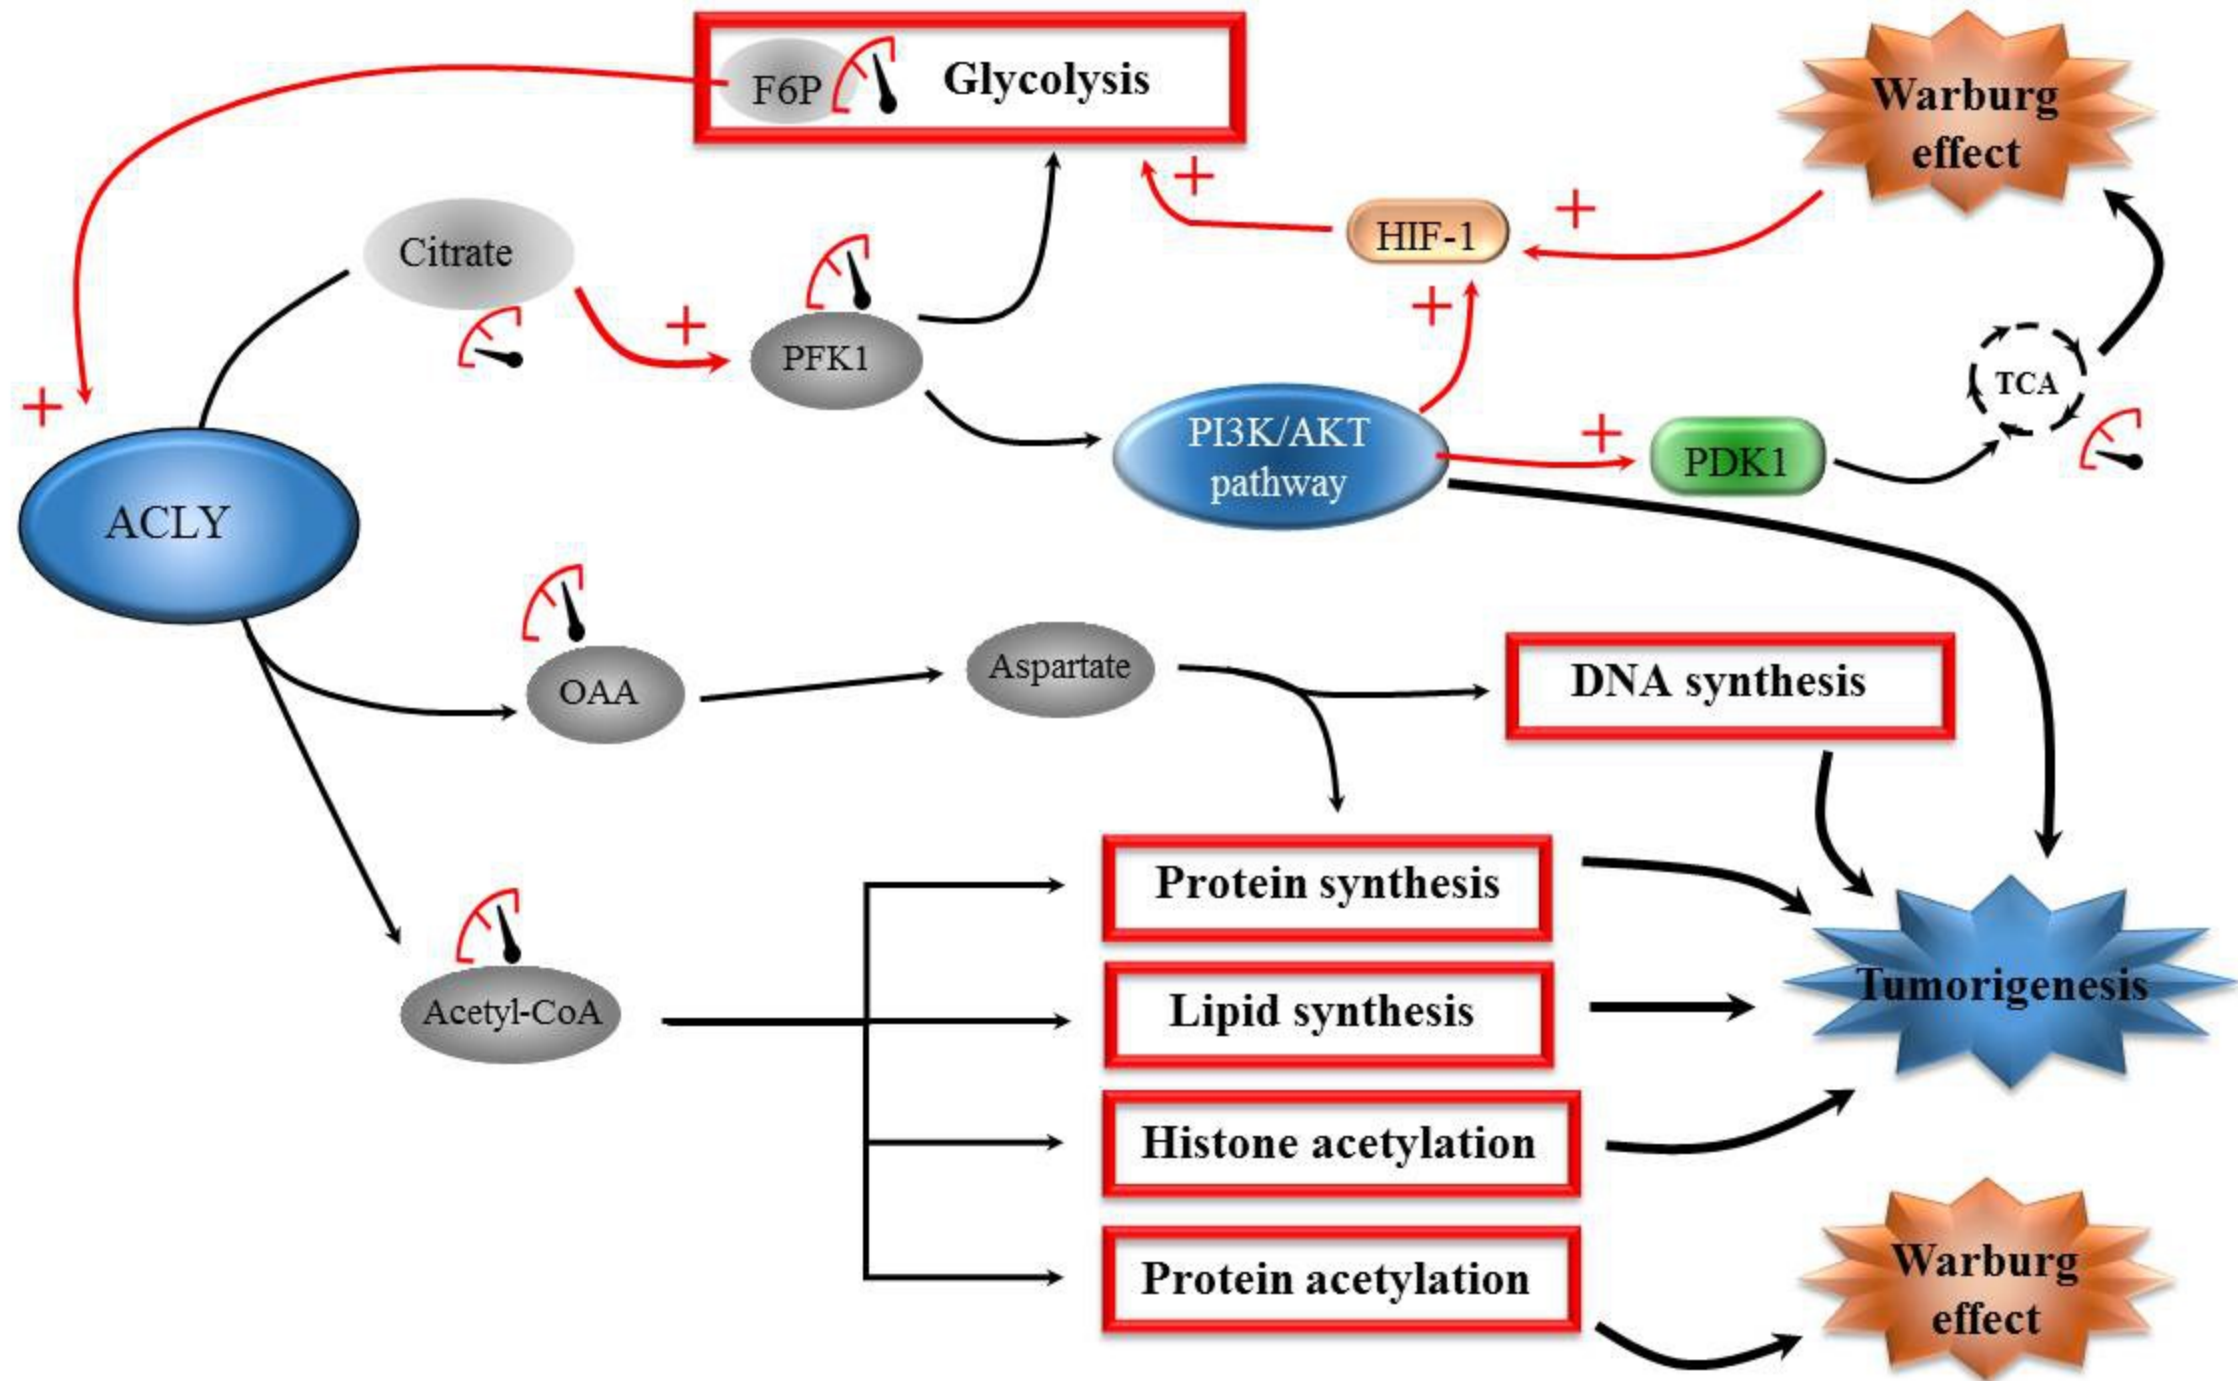 F6P
Glycolysis
Warburg
effect
+
HIF-1
+
Citrate
+
+
PFK1
+
TCA
+
PI3K/AKT
pathway
+
PDK1
ACLY
OAA
Aspartate
DNA synthesis
Protein synthesis
Acetyl-CoA
Lipid synthesis
Tumorigenesis
Histone acetylation
Protein acetylation
Warburg
effect